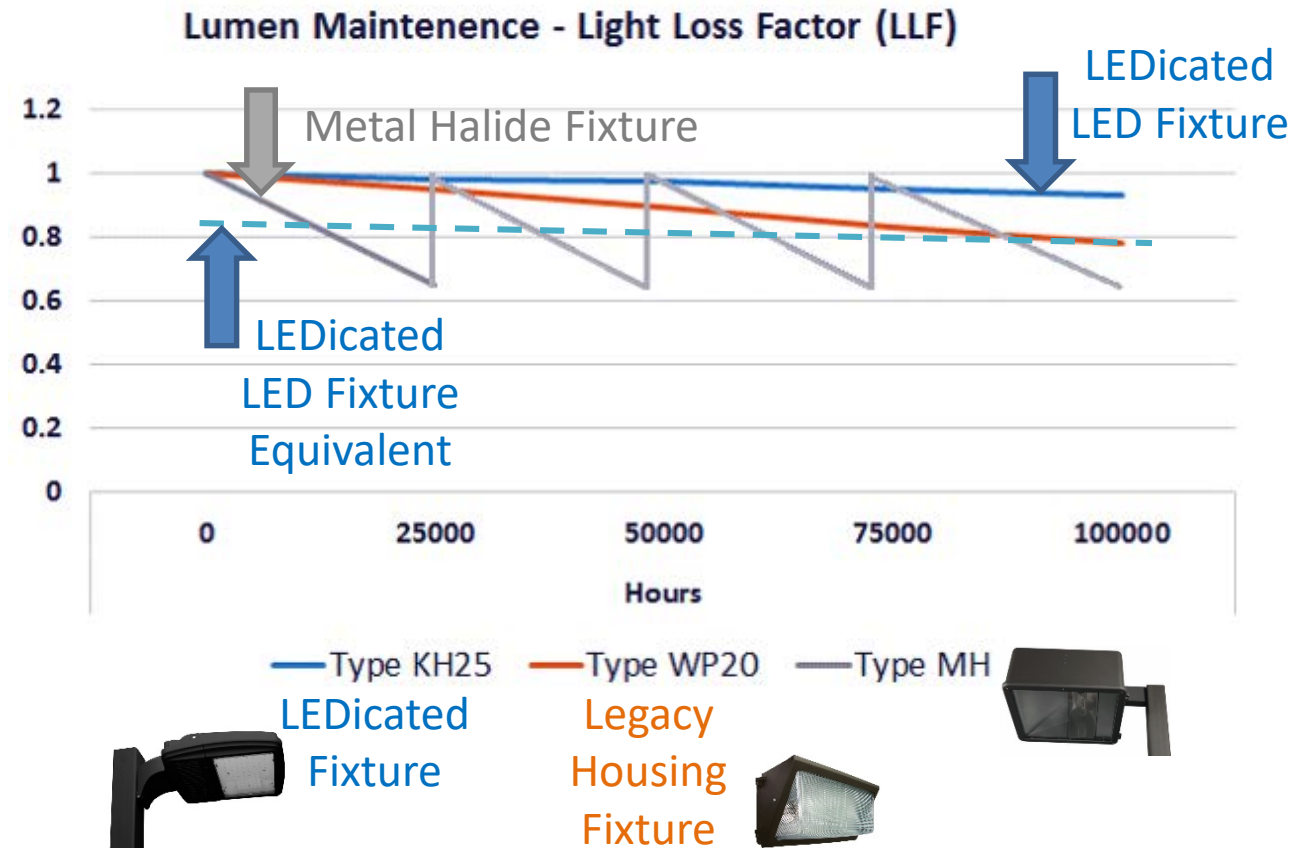 Lumen Maintenence - Light Loss Factor (LLF)
LEDicated
LED Fixture
Metal Halide Fixture
1.2
1
0.8
0.6
0.4
0.2
0
LEDicated
LED Fixture
Equivalent
0 25000 50000 75000 100000
Hours
Type KH25 Type WP20 Type MH
LEDicated
Fixture
Legacy
Housing
Fixture